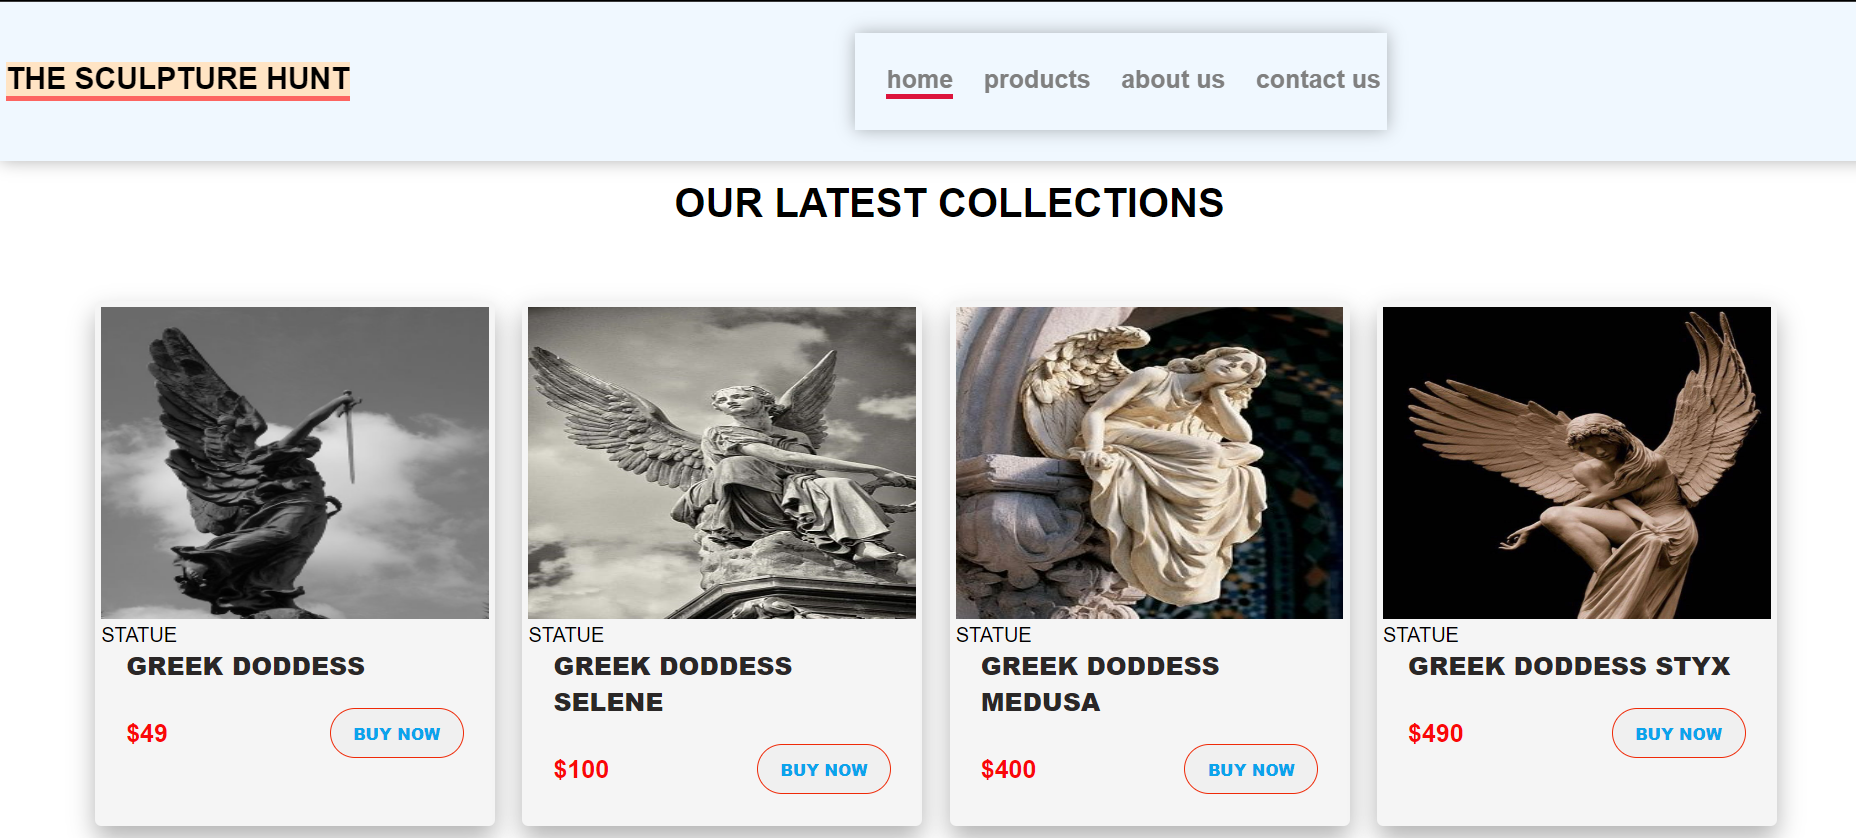 THE SCULPTURE HUNT
home products about us contact us
OUR LATEST COLLECTIONS
STATUE
GREEK DODDESS
$49 BUY NOW
STATUE
GREEK DODDESS
SELENE
$100 BUY NOW
STATUE
GREEK DODDESS
MEDUSA
$400 BUY NOW
STATUE
GREEK DODDESS STYX
$490 BUY NOW